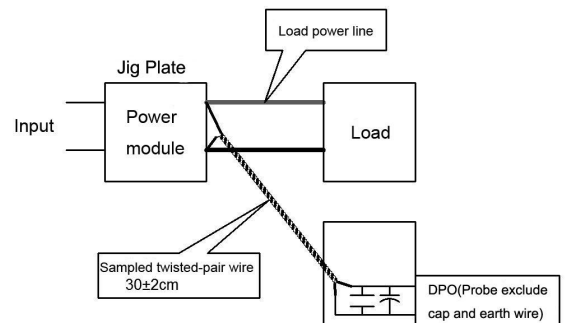 Load power line
Jig Plate
Input
Power
module
Load
Sampled twisted-pair wire
30±2cm
DPO(Probe exclude
cap and earth wire)